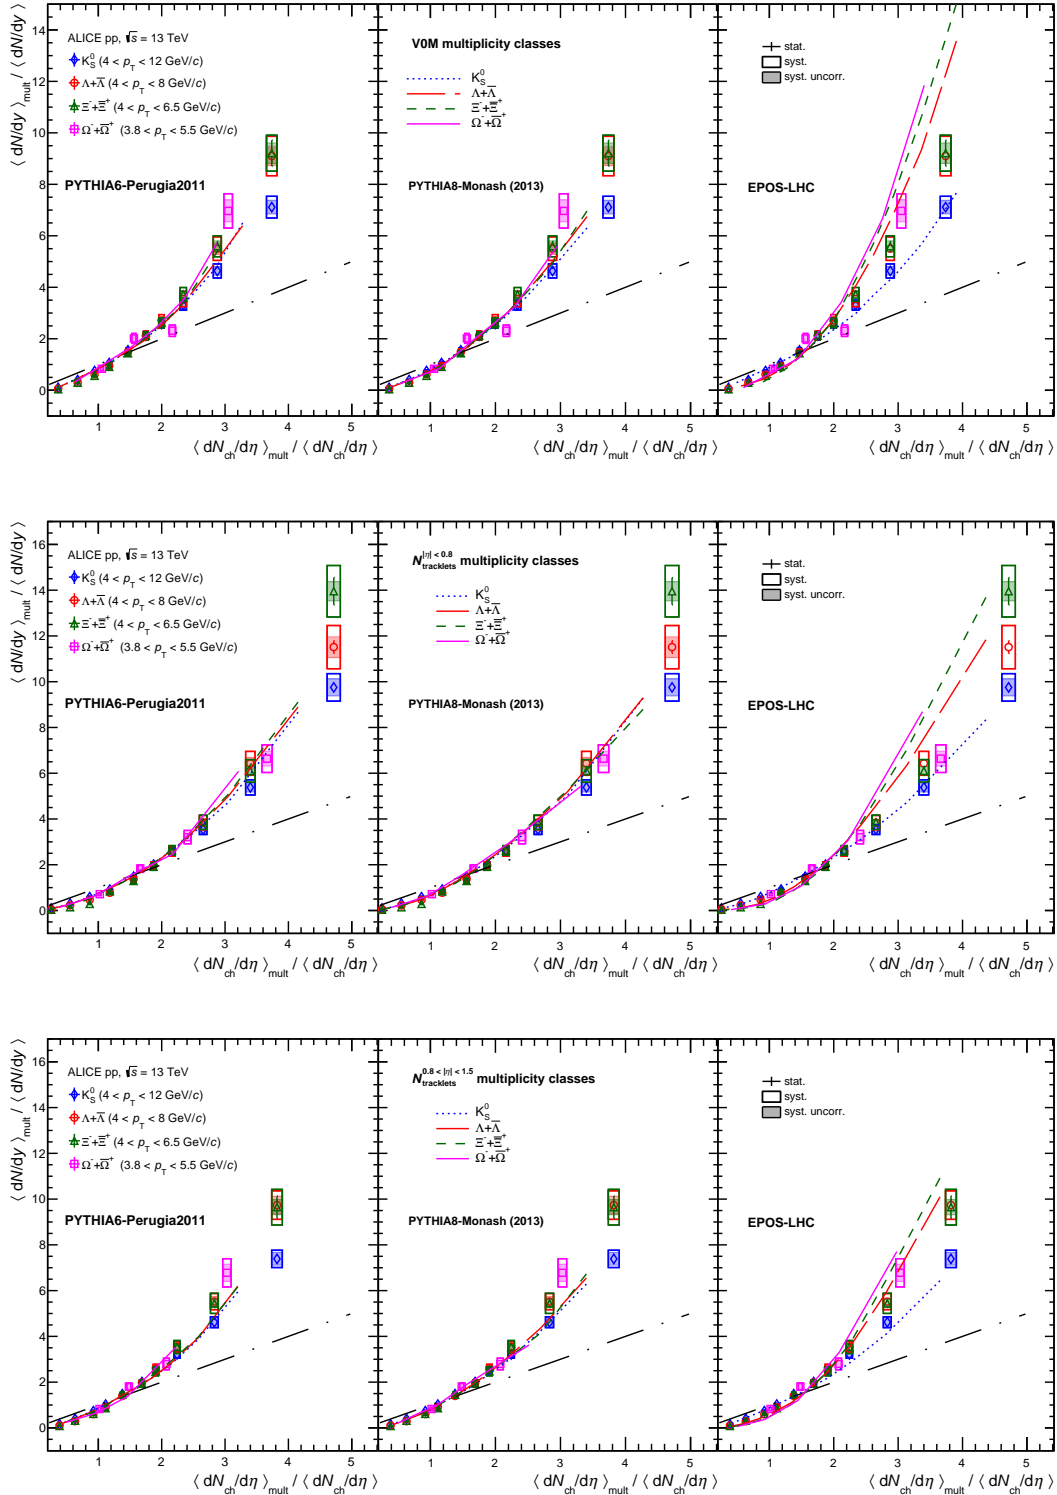 ⟨ dN/dy ⟩mult / ⟨ dN/dy ⟩
14
12
10
8
6
4
2
0
ALICE pp, √s = 13 TeV
K⁰S (4 < pT < 12 GeV/c)
Λ+Λ̅ (4 < pT < 8 GeV/c)
Ξ⁻+Ξ̅⁺ (4 < pT < 6.5 GeV/c)
Ω⁻+Ω̅⁺ (3.8 < pT < 5.5 GeV/c)
PYTHIA6-Perugia2011
V0M multiplicity classes
K⁰S
Λ+Λ̅
Ξ⁻+Ξ̅⁺
Ω⁻+Ω̅⁺
PYTHIA8-Monash (2013)
stat.
syst.
syst. uncorr.
EPOS-LHC
1 2 3 4 5
1 2 3 4 5
1 2 3 4 5
⟨ dNch/dη ⟩mult / ⟨ dNch/dη ⟩
⟨ dNch/dη ⟩mult / ⟨ dNch/dη ⟩
⟨ dNch/dη ⟩mult / ⟨ dNch/dη ⟩
⟨ dN/dy ⟩mult / ⟨ dN/dy ⟩
16
14
12
10
8
6
4
2
0
ALICE pp, √s = 13 TeV
K⁰S (4 < pT < 12 GeV/c)
Λ+Λ̅ (4 < pT < 8 GeV/c)
Ξ⁻+Ξ̅⁺ (4 < pT < 6.5 GeV/c)
Ω⁻+Ω̅⁺ (3.8 < pT < 5.5 GeV/c)
PYTHIA6-Perugia2011
N|η| < 0.8 tracklets multiplicity classes
K⁰S
Λ+Λ̅
Ξ⁻+Ξ̅⁺
Ω⁻+Ω̅⁺
PYTHIA8-Monash (2013)
stat.
syst.
syst. uncorr.
EPOS-LHC
1 2 3 4 5
1 2 3 4 5
1 2 3 4 5
⟨ dNch/dη ⟩mult / ⟨ dNch/dη ⟩
⟨ dNch/dη ⟩mult / ⟨ dNch/dη ⟩
⟨ dNch/dη ⟩mult / ⟨ dNch/dη ⟩
⟨ dN/dy ⟩mult / ⟨ dN/dy ⟩
16
14
12
10
8
6
4
2
0
ALICE pp, √s = 13 TeV
K⁰S (4 < pT < 12 GeV/c)
Λ+Λ̅ (4 < pT < 8 GeV/c)
Ξ⁻+Ξ̅⁺ (4 < pT < 6.5 GeV/c)
Ω⁻+Ω̅⁺ (3.8 < pT < 5.5 GeV/c)
PYTHIA6-Perugia2011
N0.8 < |η| < 1.5 tracklets multiplicity classes
K⁰S
Λ+Λ̅
Ξ⁻+Ξ̅⁺
Ω⁻+Ω̅⁺
PYTHIA8-Monash (2013)
stat.
syst.
syst. uncorr.
EPOS-LHC
1 2 3 4 5
1 2 3 4 5
1 2 3 4 5
⟨ dNch/dη ⟩mult / ⟨ dNch/dη ⟩
⟨ dNch/dη ⟩mult / ⟨ dNch/dη ⟩
⟨ dNch/dη ⟩mult / ⟨ dNch/dη ⟩